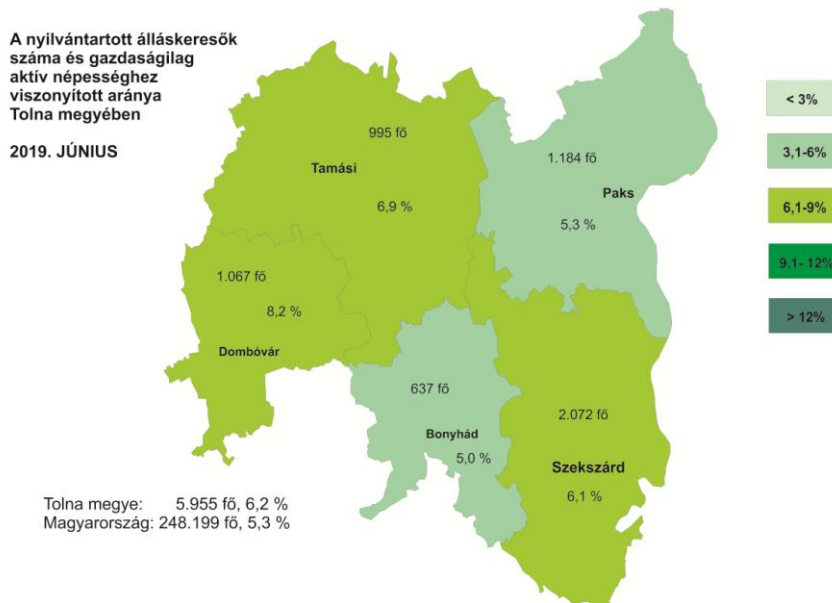 A nyilvántartott álláskeresők
száma és gazdaságilag
aktív népességhez
viszonyított aránya
Tolna megyében
2019. JÚNIUS
995 fő
Tamási
6,9 %
1.184 fő
Paks
5,3 %
1.067 fő
8,2 %
Dombóvár
637 fő
Bonyhád
5,0 %
2.072 fő
Szekszárd
6,1 %
< 3%
3,1-6%
6,1-9%
9.1- 12%
> 12%
Tolna megye: 5.955 fő, 6,2 %
Magyarország: 248.199 fő, 5,3 %